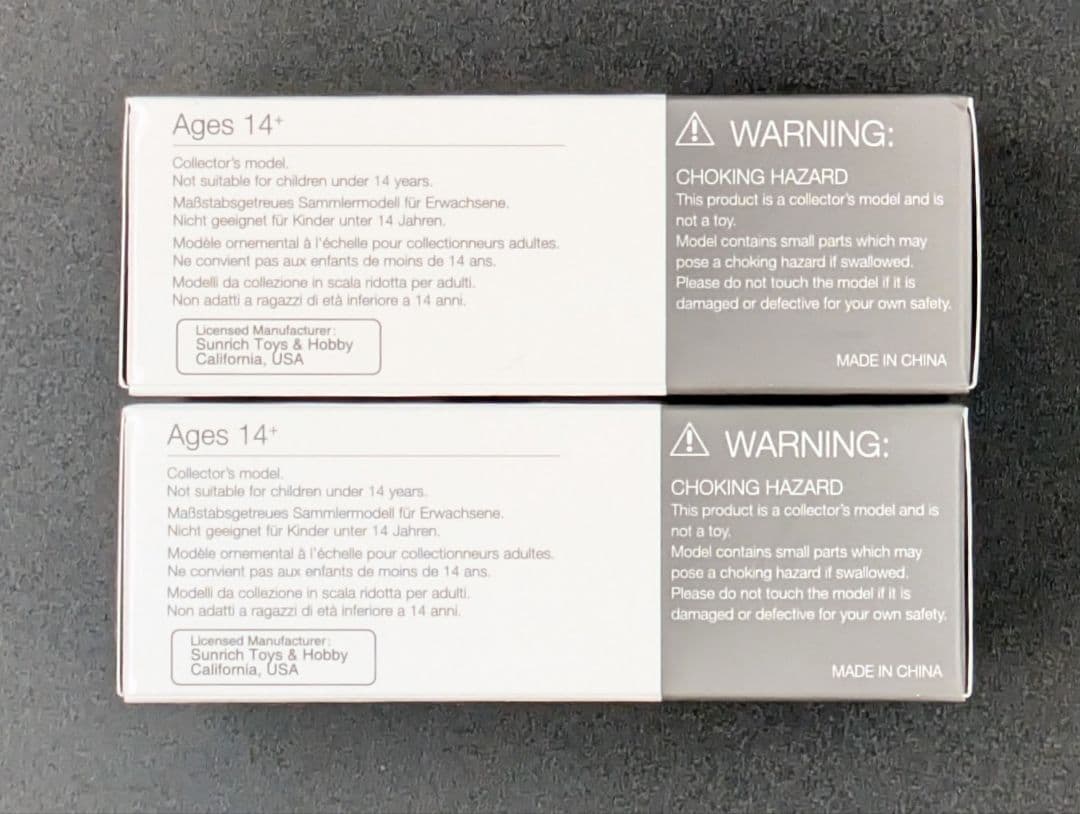 Ages 14+
Collector's model.
Not suitable for children under 14 years.
Maßstabsgetreues Sammlermodell für Erwachsene.
Nicht geeignet für Kinder unter 14 Jahren.
Modèle ornemental à l'échelle pour collectionneurs adultes.
Ne convient pas aux enfants de moins de 14 ans.
Modelli da collezione in scala ridotta per adulti.
Non adatti a ragazzi di età inferiore a 14 anni.
Licensed Manufacturer:
Sunrich Toys & Hobby
California, USA
WARNING:
CHOKING HAZARD
This product is a collector's model and is
not a toy.
Model contains small parts which may
pose a choking hazard if swallowed.
Please do not touch the model if it is
damaged or defective for your own safety.
MADE IN CHINA
Ages 14+
Collector's model.
Not suitable for children under 14 years.
Maßstabsgetreues Sammlermodell für Erwachsene.
Nicht geeignet für Kinder unter 14 Jahren.
Modèle ornemental à l'échelle pour collectionneurs adultes.
Ne convient pas aux enfants de moins de 14 ans.
Modelli da collezione in scala ridotta per adulti.
Non adatti a ragazzi di età inferiore a 14 anni.
Licensed Manufacturer:
Sunrich Toys & Hobby
California, USA
WARNING:
CHOKING HAZARD
This product is a collector's model and is
not a toy.
Model contains small parts which may
pose a choking hazard if swallowed.
Please do not touch the model if it is
damaged or defective for your own safety.
MADE IN CHINA